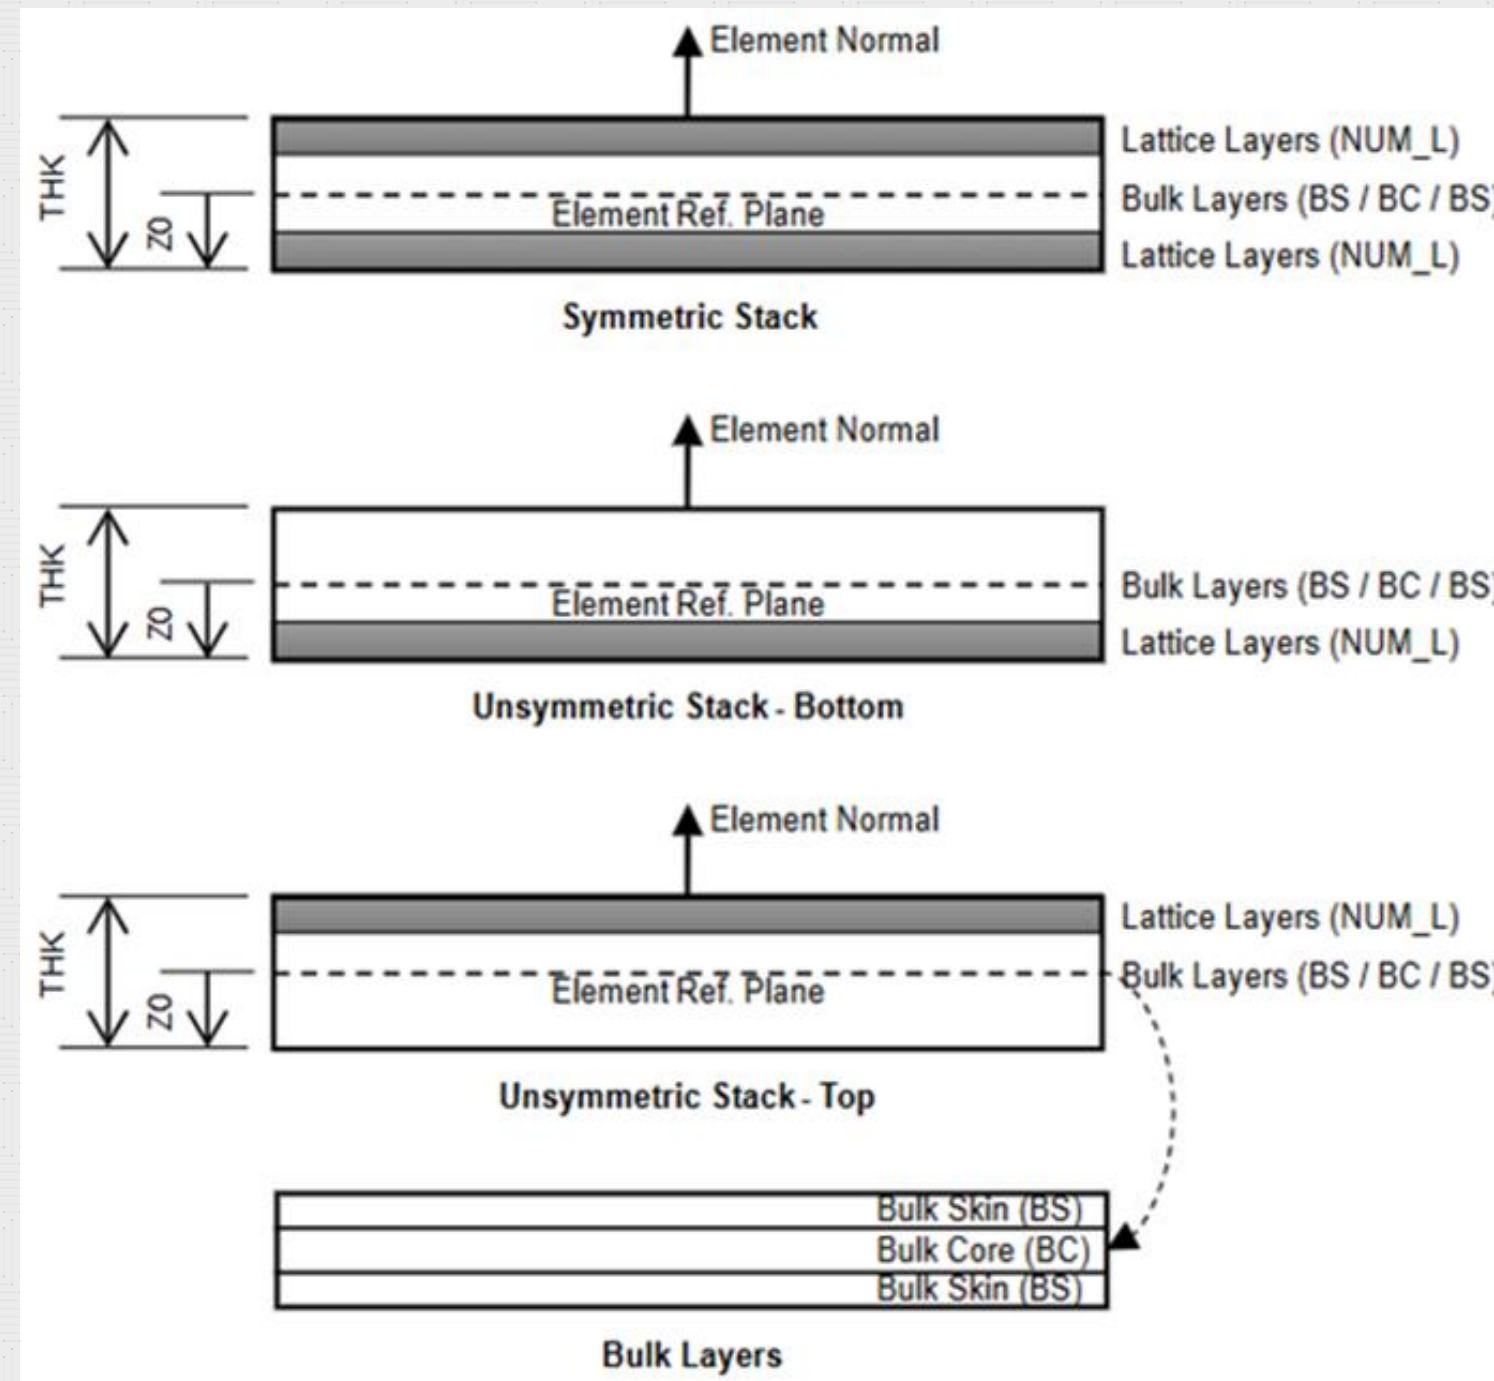 Element Normal
THK
Z0
Lattice Layers (NUM_L)
Bulk Layers (BS / BC / BS)
Element Ref. Plane
Lattice Layers (NUM_L)
Symmetric Stack
Element Normal
THK
Z0
Bulk Layers (BS / BC / BS)
Element Ref. Plane
Lattice Layers (NUM_L)
Unsymmetric Stack - Bottom
Element Normal
THK
Z0
Lattice Layers (NUM_L)
Bulk Layers (BS / BC / BS)
Element Ref. Plane
Unsymmetric Stack - Top
Bulk Skin (BS)
Bulk Core (BC)
Bulk Skin (BS)
Bulk Layers